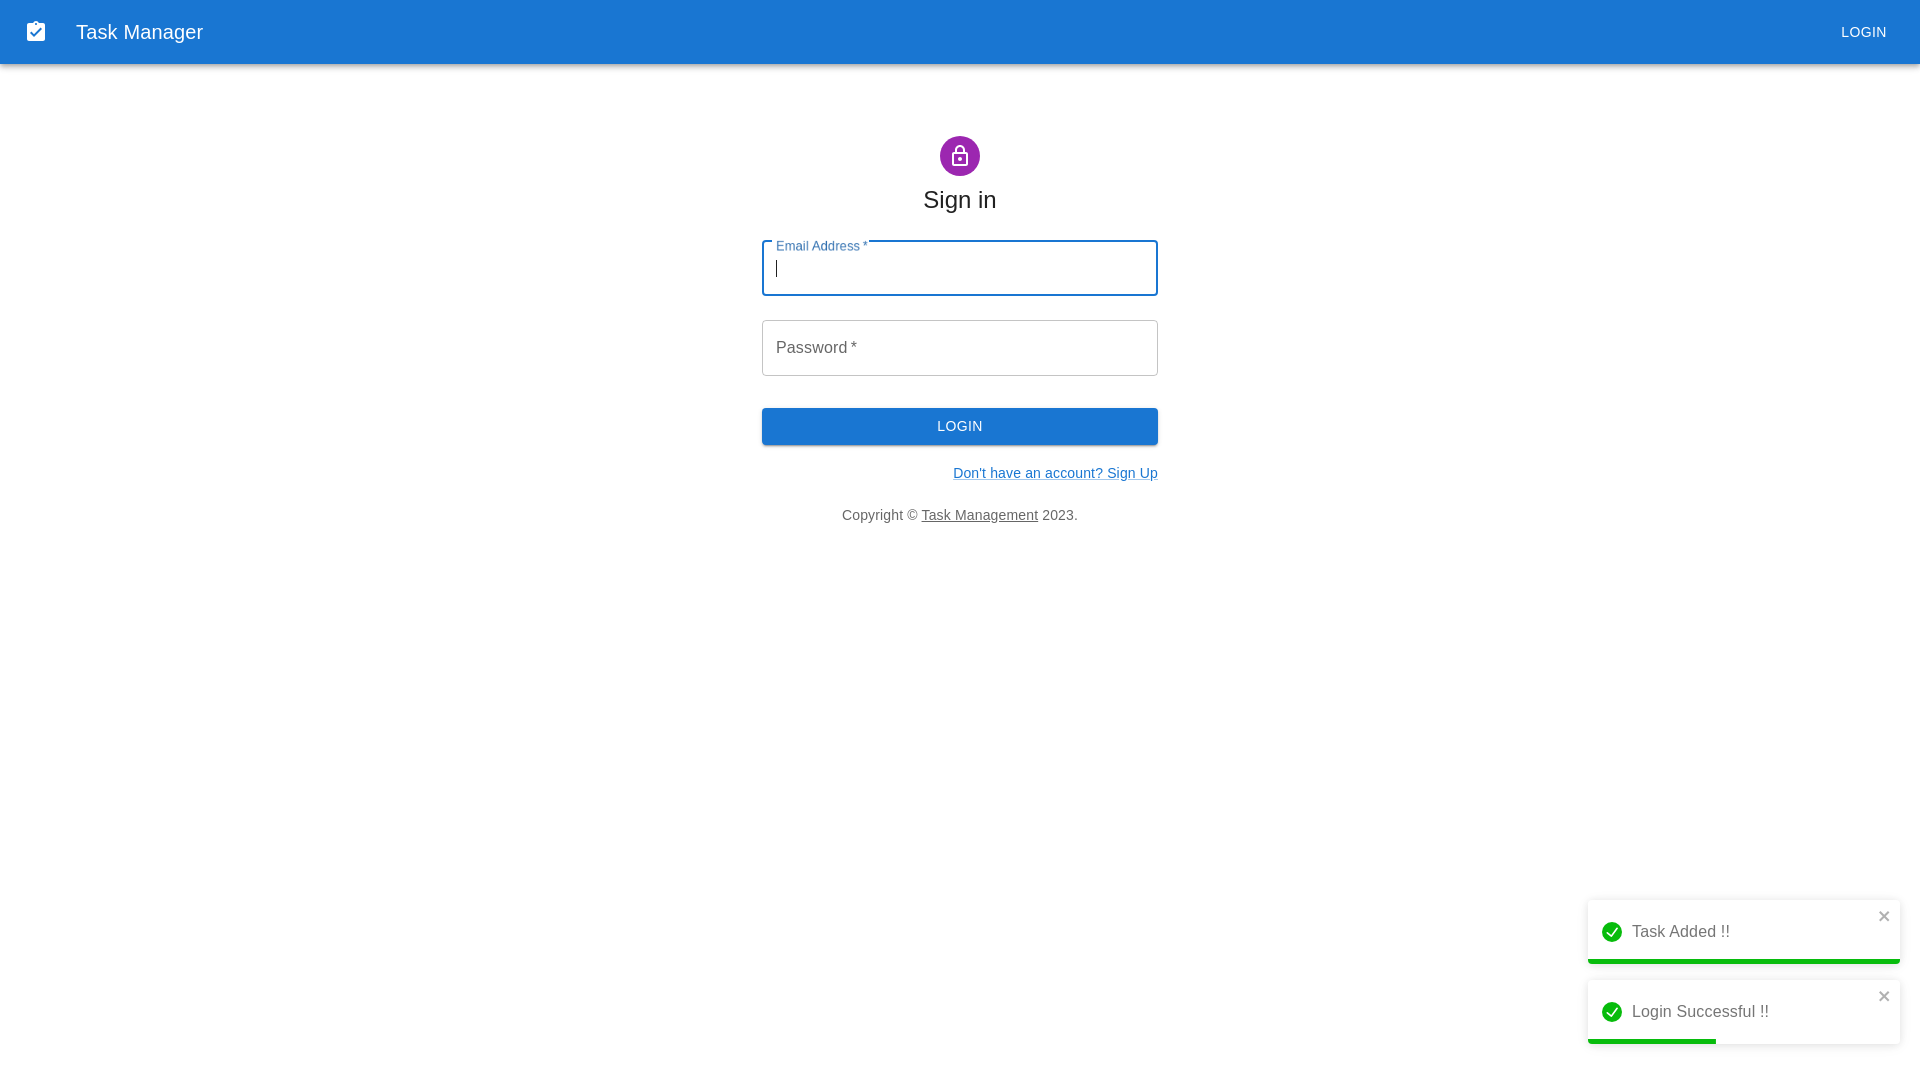 Task Manager
LOGIN
Sign in
Email Address *
Password *
LOGIN
Don't have an account? Sign Up
Copyright © Task Management 2023.
Task Added !!
Login Successful !!